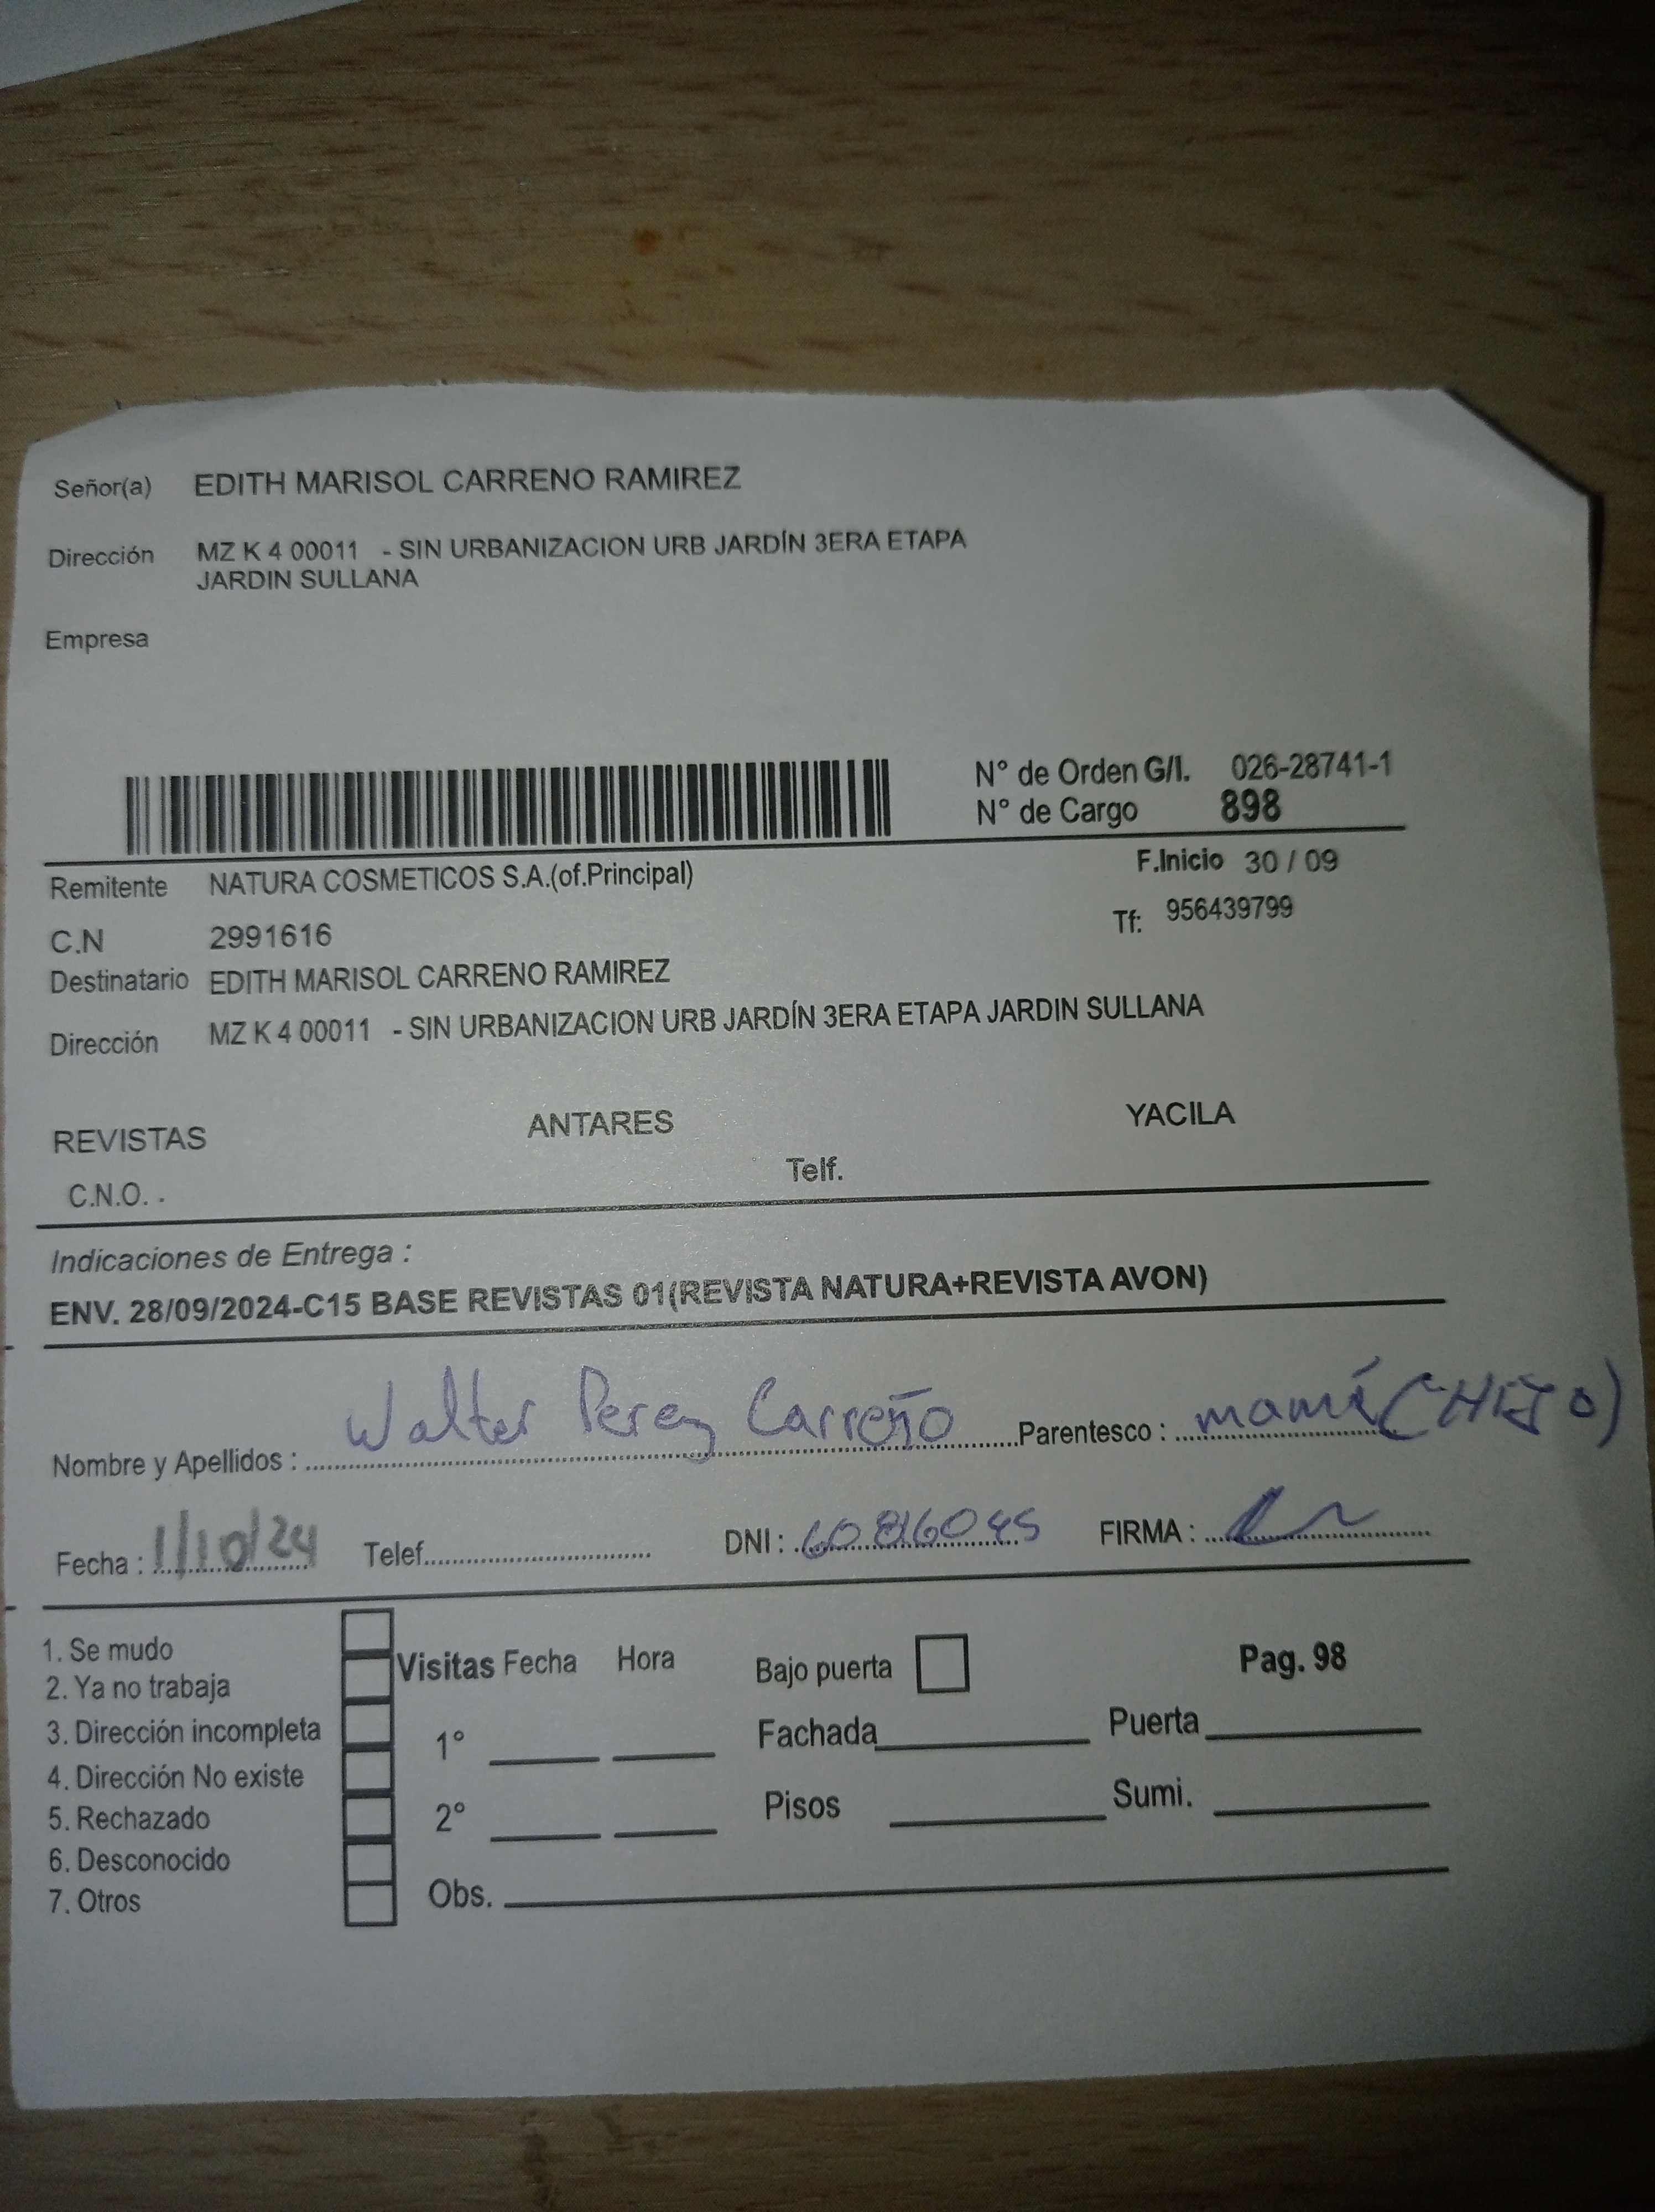 Señor(a) EDITH MARISOL CARRENO RAMIREZ
Dirección MZ K 4 00011 - SIN URBANIZACION URB JARDÍN 3ERA ETAPA
JARDIN SULLANA
Empresa
N° de Orden G/I. 026-28741-1
N° de Cargo 898
Remitente NATURA COSMETICOS S.A.(of.Principal) F.Inicio 30 / 09
C.N 2991616 Tf: 956439799
Destinatario EDITH MARISOL CARRENO RAMIREZ
Dirección MZ K 4 00011 - SIN URBANIZACION URB JARDÍN 3ERA ETAPA JARDIN SULLANA
REVISTAS ANTARES YACILA
C.N.O. . Telf.
Indicaciones de Entrega :
ENV. 28/09/2024-C15 BASE REVISTAS 01(REVISTA NATURA+REVISTA AVON)
Nombre y Apellidos : Walter Perez Carreño Parentesco : mamá (HIJO)
Fecha : 1/10/24 Telef. DNI : 60816045 FIRMA :
1. Se mudo
2. Ya no trabaja
3. Dirección incompleta
4. Dirección No existe
5. Rechazado
6. Desconocido
7. Otros
Visitas Fecha Hora
1°
2°
Obs.
Bajo puerta Pag. 98
Fachada Puerta
Pisos Sumi.